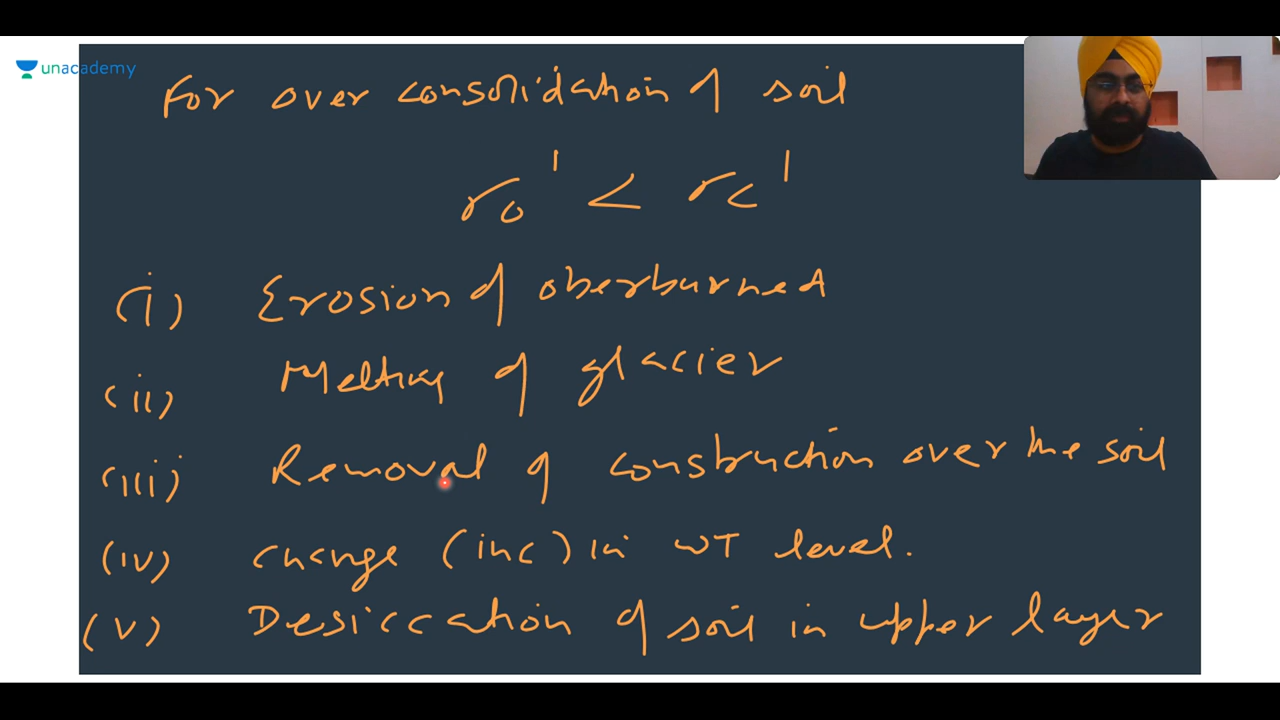 unacademy
For over consolidation of soil
σ0' < σc'
(i) Erosion of oberburned
(ii) Melting of glacier
(iii) Removal of construction over the soil
(iv) change (inc) in WT level.
(v) Desiccation of soil in upper layer